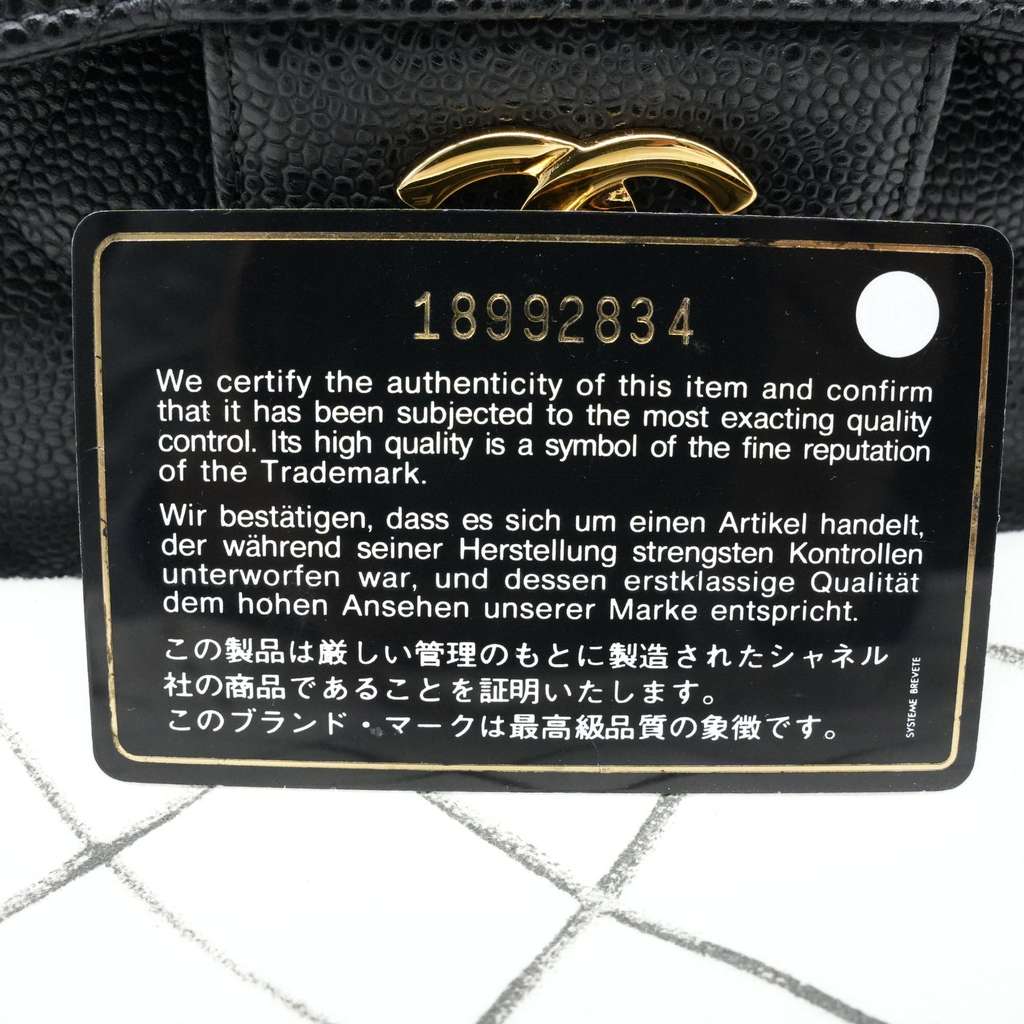 18992834
We certify the authenticity of this item and confirm
that it has been subjected to the most exacting quality
control. Its high quality is a symbol of the fine reputation
of the Trademark.
Wir bestätigen, dass es sich um einen Artikel handelt,
der während seiner Herstellung strengsten Kontrollen
unterworfen war, und dessen erstklassige Qualität
dem hohen Ansehen unserer Marke entspricht.
この製品は厳しい管理のもとに製造されたシャネル
社の商品であることを証明いたします。
このブランド・マークは最高級品質の象徴です。
SYSTEME BREVETE